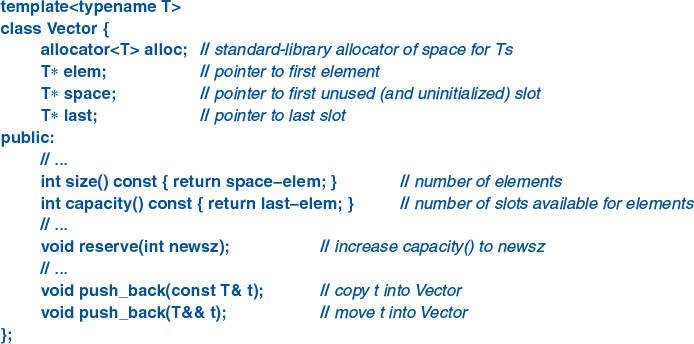 template<typename T>
class Vector {
allocator<T> alloc; // standard-library allocator of space for Ts
T∗ elem; // pointer to first element
T∗ space; // pointer to first unused (and uninitialized) slot
T∗ last; // pointer to last slot
public:
// ...
int size() const { return space−elem; } // number of elements
int capacity() const { return last−elem; } // number of slots available for elements
// ...
void reserve(int newsz); // increase capacity() to newsz
// ...
void push_back(const T& t); // copy t into Vector
void push_back(T&& t); // move t into Vector
};